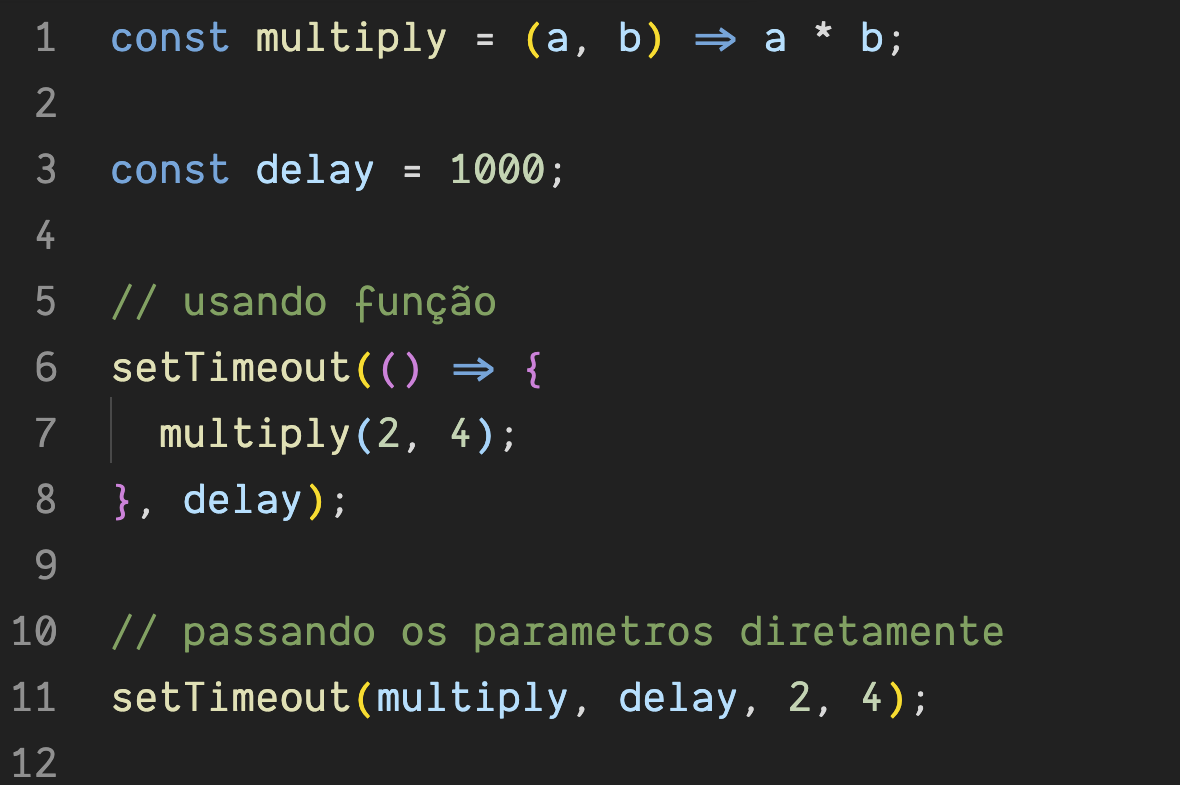 1 const multiply = (a, b) => a * b;
2
3 const delay = 1000;
4
5 // usando função
6 setTimeout(() => {
7 multiply(2, 4);
8 }, delay);
9
10 // passando os parametros diretamente
11 setTimeout(multiply, delay, 2, 4);
12